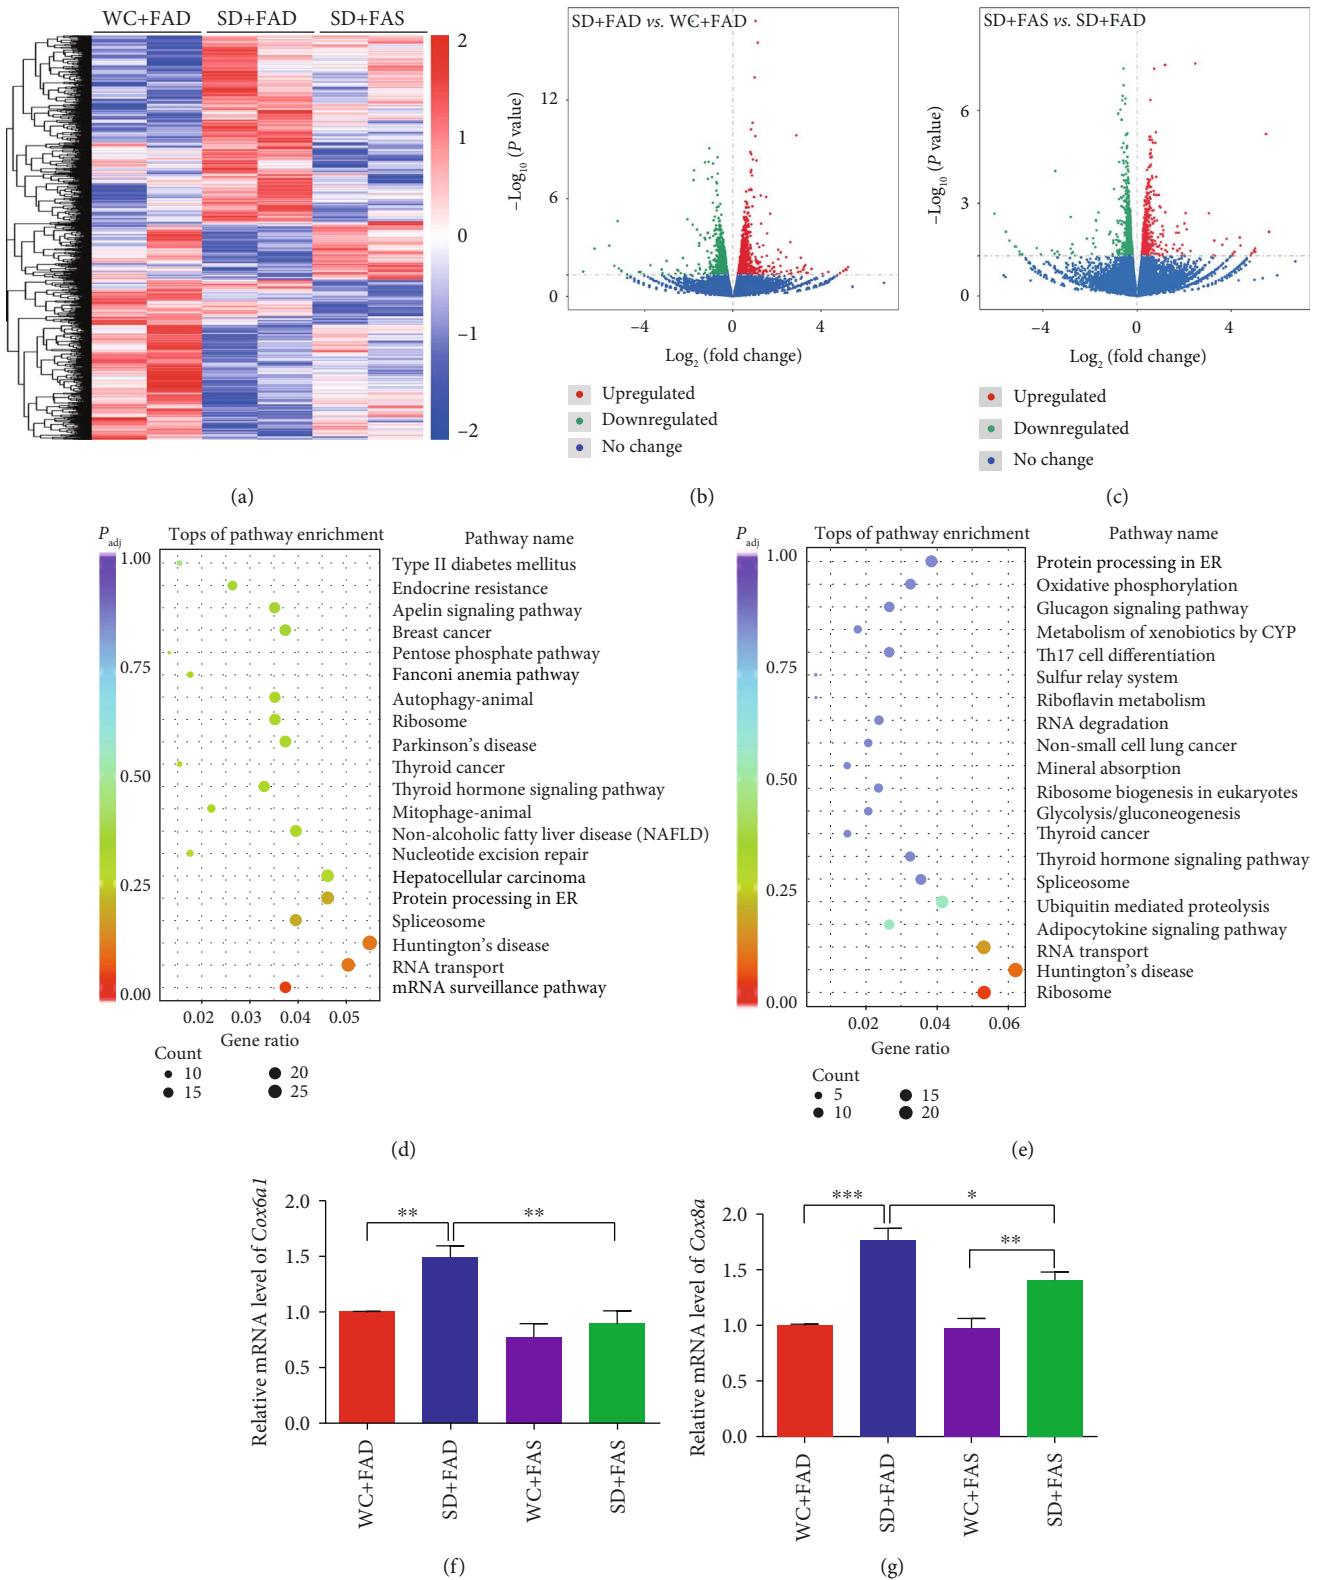 WC+FAD SD+FAD SD+FAS
2
1
0
−1
−2
(a)
SD+FAD vs. WC+FAD
−Log10 (P value)
12
6
0
−4 0 4
Log2 (fold change)
Upregulated
Downregulated
No change
(b)
SD+FAS vs. SD+FAD
−Log10 (P value)
6
3
0
−4 0 4
Log2 (fold change)
Upregulated
Downregulated
No change
(c)
Padj
Tops of pathway enrichment
Pathway name
1.00
0.75
0.50
0.25
0.00
Type II diabetes mellitus
Endocrine resistance
Apelin signaling pathway
Breast cancer
Pentose phosphate pathway
Fanconi anemia pathway
Autophagy-animal
Ribosome
Parkinson's disease
Thyroid cancer
Thyroid hormone signaling pathway
Mitophage-animal
Non-alcoholic fatty liver disease (NAFLD)
Nucleotide excision repair
Hepatocellular carcinoma
Protein processing in ER
Spliceosome
Huntington's disease
RNA transport
mRNA surveillance pathway
0.02 0.03 0.04 0.05
Gene ratio
Count
10 20
15 25
(d)
Padj
Tops of pathway enrichment
Pathway name
1.00
0.75
0.50
0.25
0.00
Protein processing in ER
Oxidative phosphorylation
Glucagon signaling pathway
Metabolism of xenobiotics by CYP
Th17 cell differentiation
Sulfur relay system
Riboflavin metabolism
RNA degradation
Non-small cell lung cancer
Mineral absorption
Ribosome biogenesis in eukaryotes
Glycolysis/gluconeogenesis
Thyroid cancer
Thyroid hormone signaling pathway
Spliceosome
Ubiquitin mediated proteolysis
Adipocytokine signaling pathway
RNA transport
Huntington's disease
Ribosome
0.02 0.04 0.06
Gene ratio
Count
5 15
10 20
(e)
Relative mRNA level of Cox6a1
2.0
1.5
1.0
0.5
0.0
** **
WC+FAD
SD+FAD
WC+FAS
SD+FAS
(f)
Relative mRNA level of Cox8a
2.0
1.5
1.0
0.5
0.0
*** *
**
WC+FAD
SD+FAD
WC+FAS
SD+FAS
(g)